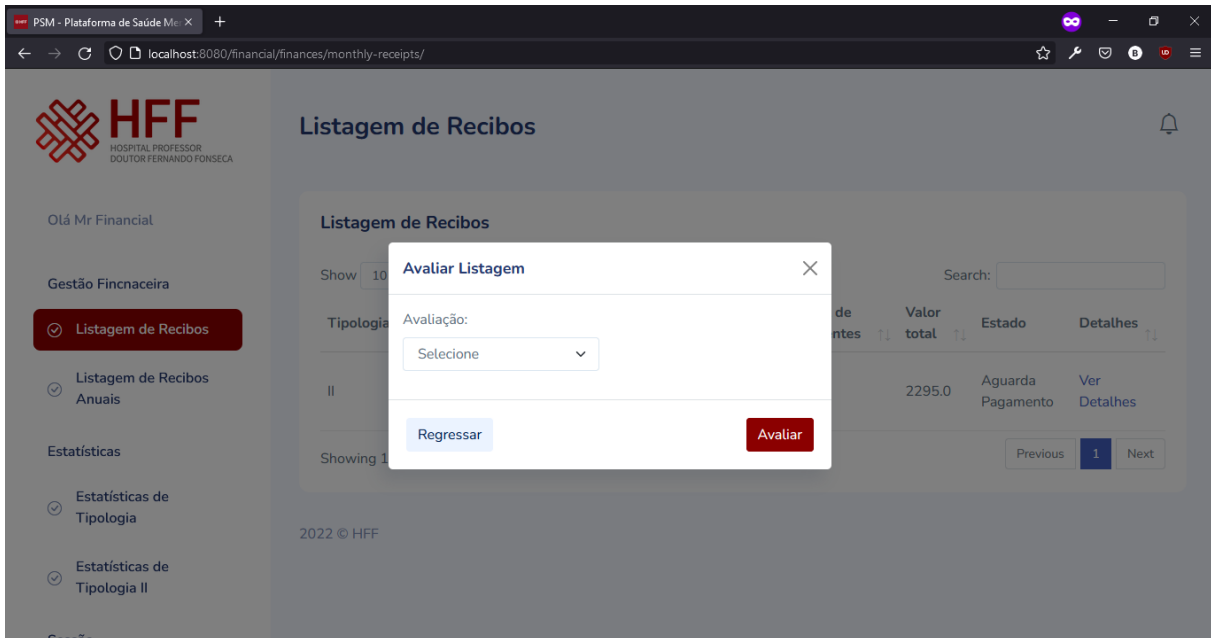 PSM - Plataforma de Saúde Me
localhost:8080/financial/finances/monthly-receipts/
HFF
HOSPITAL PROFESSOR
DOUTOR FERNANDO FONSECA
Listagem de Recibos
Olá Mr Financial
Gestão Fincnaceira
Listagem de Recibos
Listagem de Recibos
Anuais
Estatísticas
Estatísticas de
Tipologia
Estatísticas de
Tipologia II
Listagem de Recibos
Show 10
Search:
Tipologia
de
Valor
total
Estado
Detalhes
II
2295.0
Aguarda
Pagamento
Ver
Detalhes
Showing 1
Previous 1 Next
Avaliar Listagem
Avaliação:
Selecione
Regressar
Avaliar
2022 © HFF